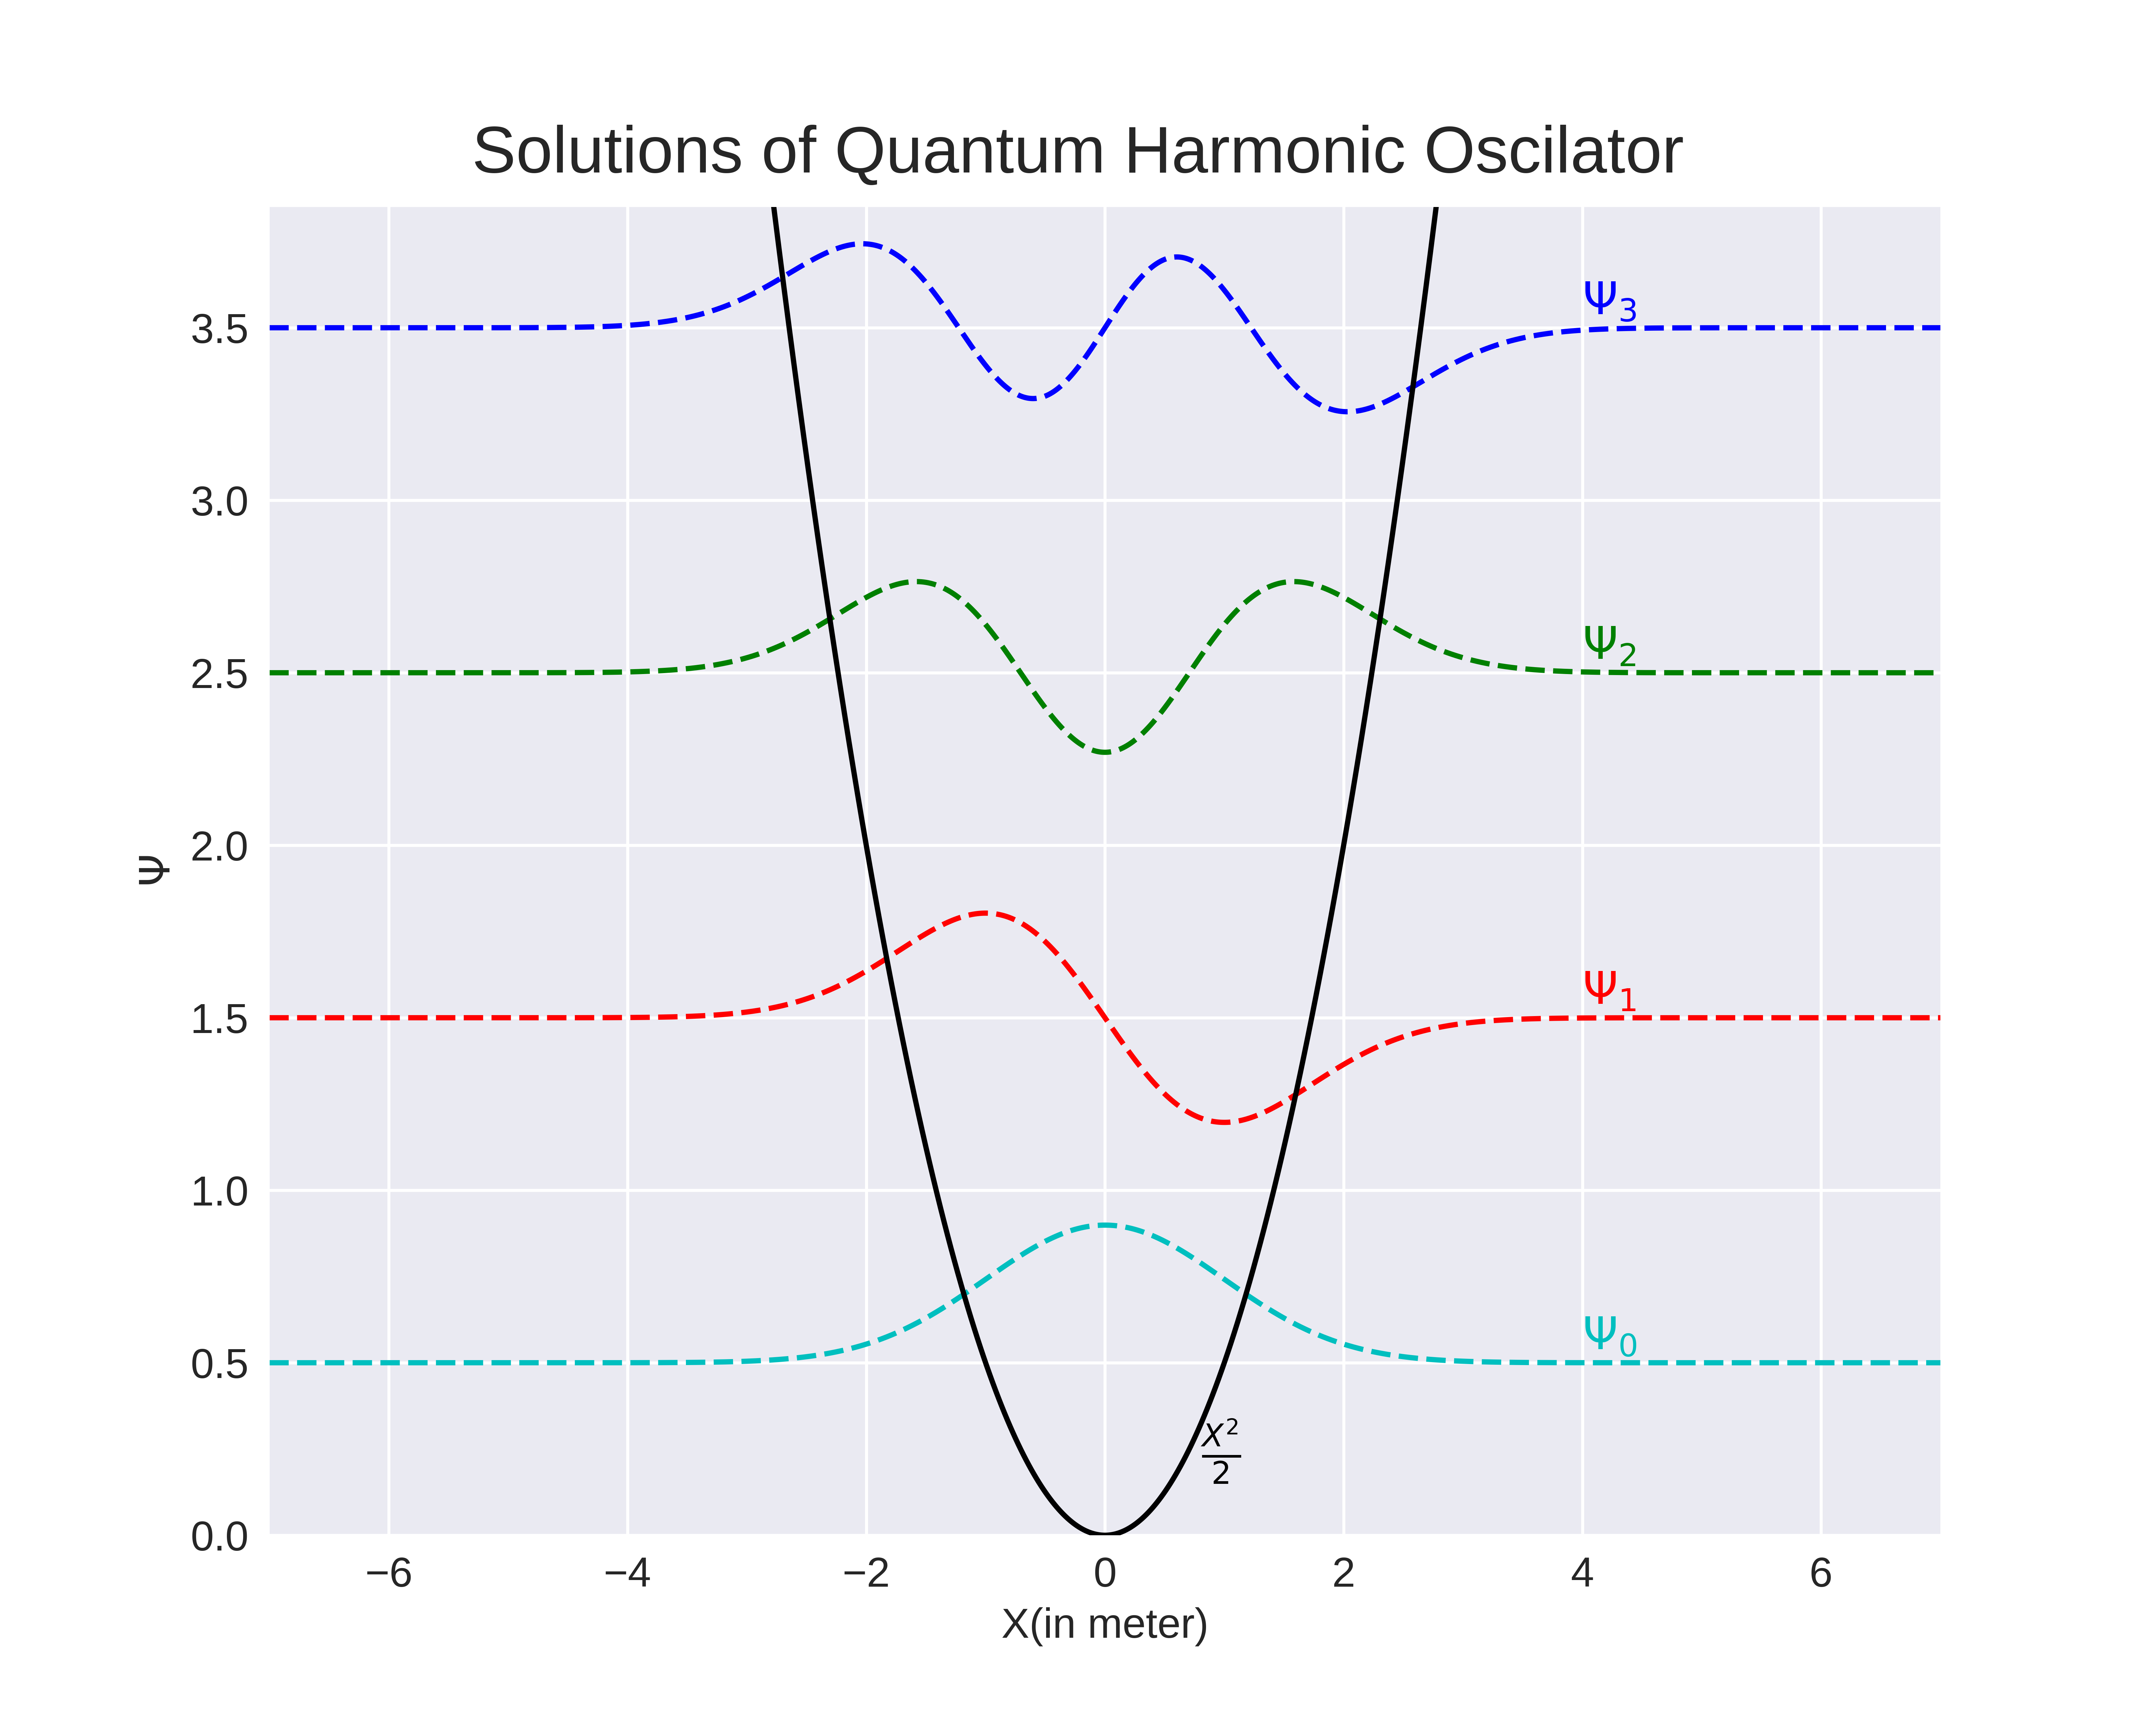 Solutions of Quantum Harmonic Oscilator
3.5
3.0
2.5
2.0
1.5
1.0
0.5
0.0
Ψ
Ψ₃
Ψ₂
Ψ₁
Ψ₀
X²
2
−6 −4 −2 0 2 4 6
X(in meter)